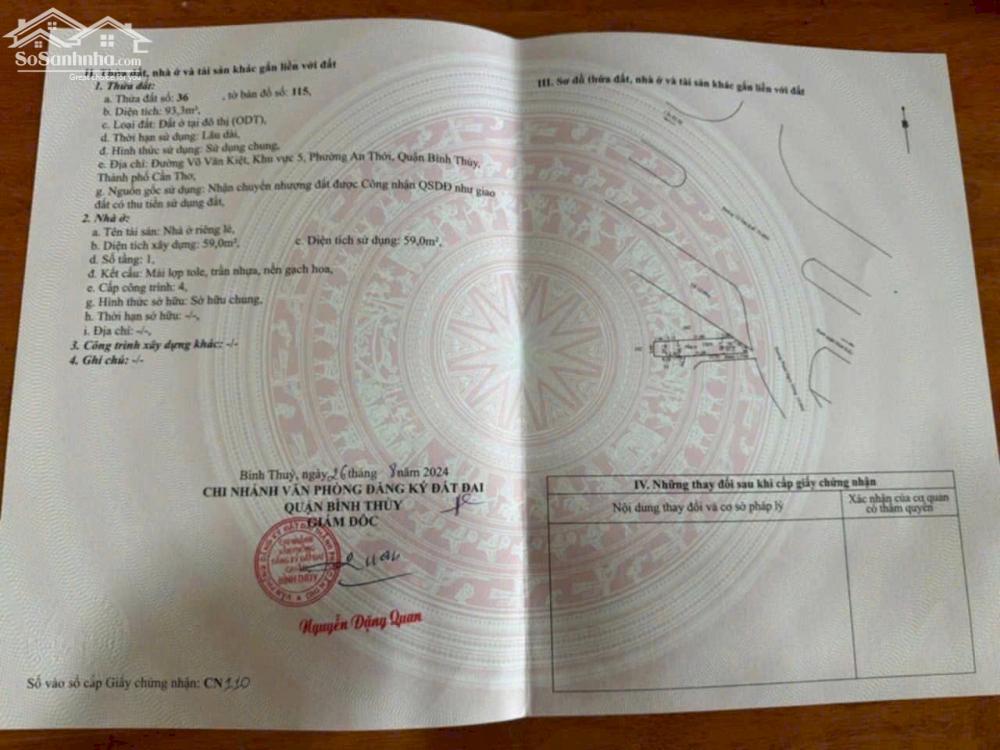 SoSanhnha.com
Great choice for you
II. Thửa đất, nhà ở và tài sản khác gắn liền với đất
1. Thửa đất:
a. Thửa đất số: 36 , tờ bản đồ số: 115,
b. Diện tích: 93,3m²,
c. Loại đất: Đất ở tại đô thị (ODT),
d. Thời hạn sử dụng: Lâu dài,
đ. Hình thức sử dụng: Sử dụng chung,
e. Địa chỉ: Đường Võ Văn Kiệt, Khu vực 5, Phường An Thới, Quận Bình Thủy,
Thành phố Cần Thơ,
g. Nguồn gốc sử dụng: Nhận chuyển nhượng đất được Công nhận QSDĐ như giao
đất có thu tiền sử dụng đất,
2. Nhà ở:
a. Tên tài sản: Nhà ở riêng lẻ,
b. Diện tích xây dựng: 59,0m², c. Diện tích sử dụng: 59,0m²,
d. Số tầng: 1,
đ. Kết cấu: Mái lợp tole, trần nhựa, nền gạch hoa,
e. Cấp công trình: 4,
g. Hình thức sở hữu: Sở hữu chung,
h. Thời hạn sở hữu: -/-,
i. Địa chỉ: -/-,
3. Công trình xây dựng khác: -/-
4. Ghi chú: -/-
Bình Thuỷ, ngày 26 tháng 8 năm 2024
CHI NHÁNH VĂN PHÒNG ĐĂNG KÝ ĐẤT ĐAI
QUẬN BÌNH THỦY
GIÁM ĐỐC
Nguyễn Đặng Quan
Số vào sổ cấp Giấy chứng nhận: CN110
III. Sơ đồ thửa đất, nhà ở và tài sản khác gắn liền với đất
IV. Những thay đổi sau khi cấp giấy chứng nhận
Nội dung thay đổi và cơ sở pháp lý
Xác nhận của cơ quan
có thẩm quyền